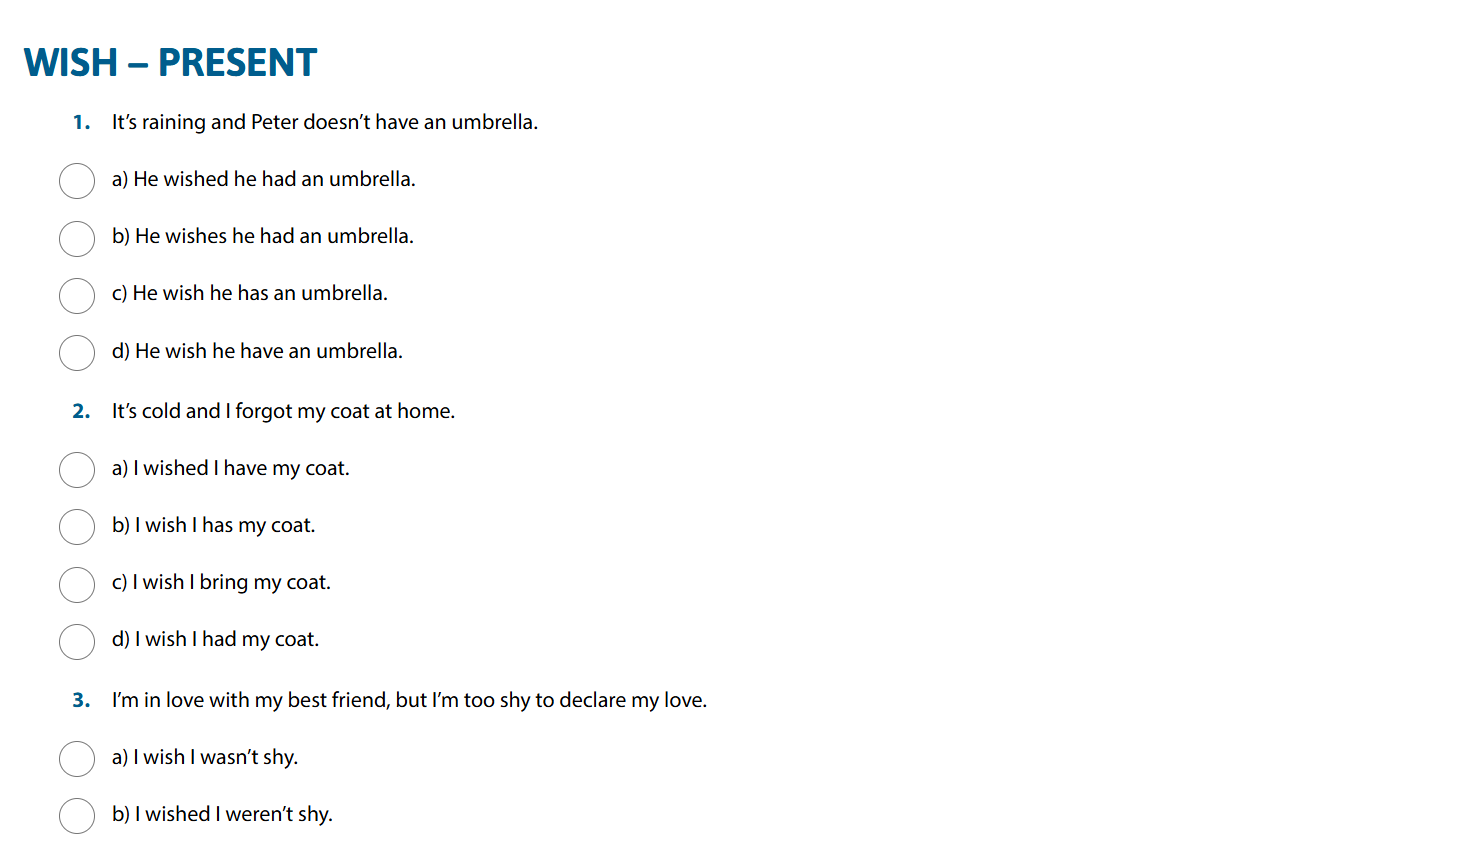 WISH – PRESENT
1. It’s raining and Peter doesn’t have an umbrella.
a) He wished he had an umbrella.
b) He wishes he had an umbrella.
c) He wish he has an umbrella.
d) He wish he have an umbrella.
2. It’s cold and I forgot my coat at home.
a) I wished I have my coat.
b) I wish I has my coat.
c) I wish I bring my coat.
d) I wish I had my coat.
3. I’m in love with my best friend, but I’m too shy to declare my love.
a) I wish I wasn’t shy.
b) I wished I weren’t shy.